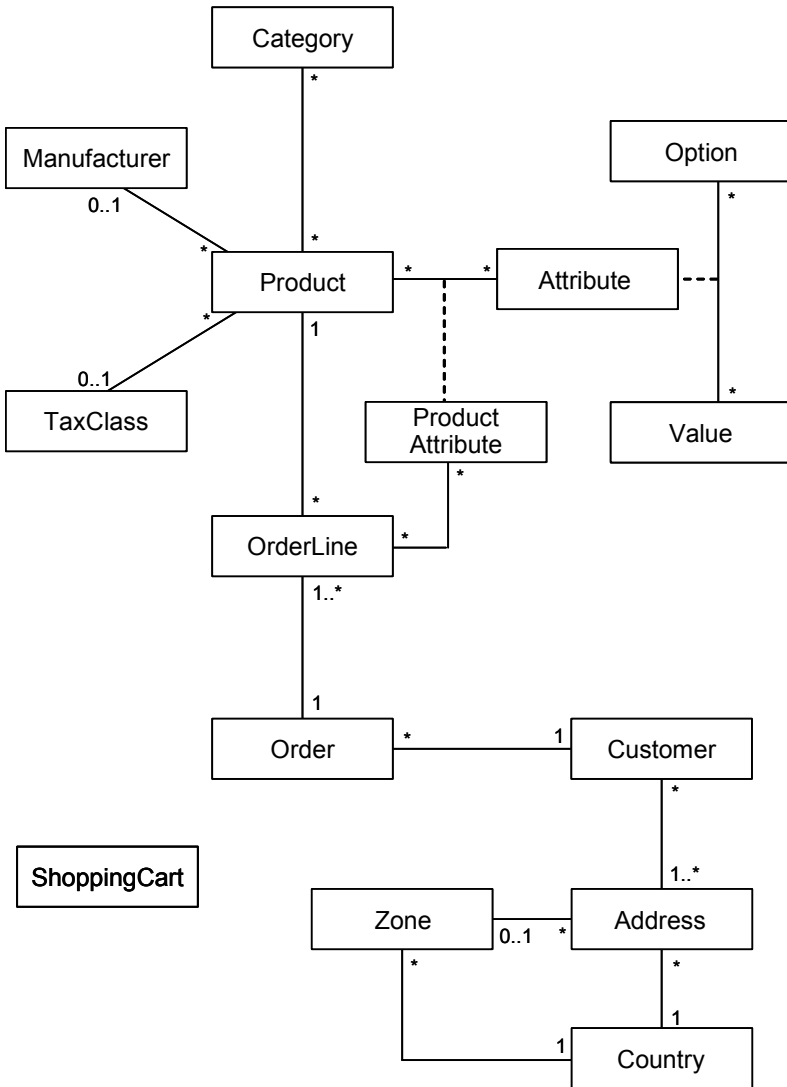 Category
*
Manufacturer
Option
0..1
*
*
*
Product
*
*
Attribute
*
1
0..1
TaxClass
Product
Attribute
*
Value
*
*
OrderLine
*
1..*
1
Order
*
1
Customer
*
ShoppingCart
1..*
Zone
0..1
*
Address
*
*
1
1
Country